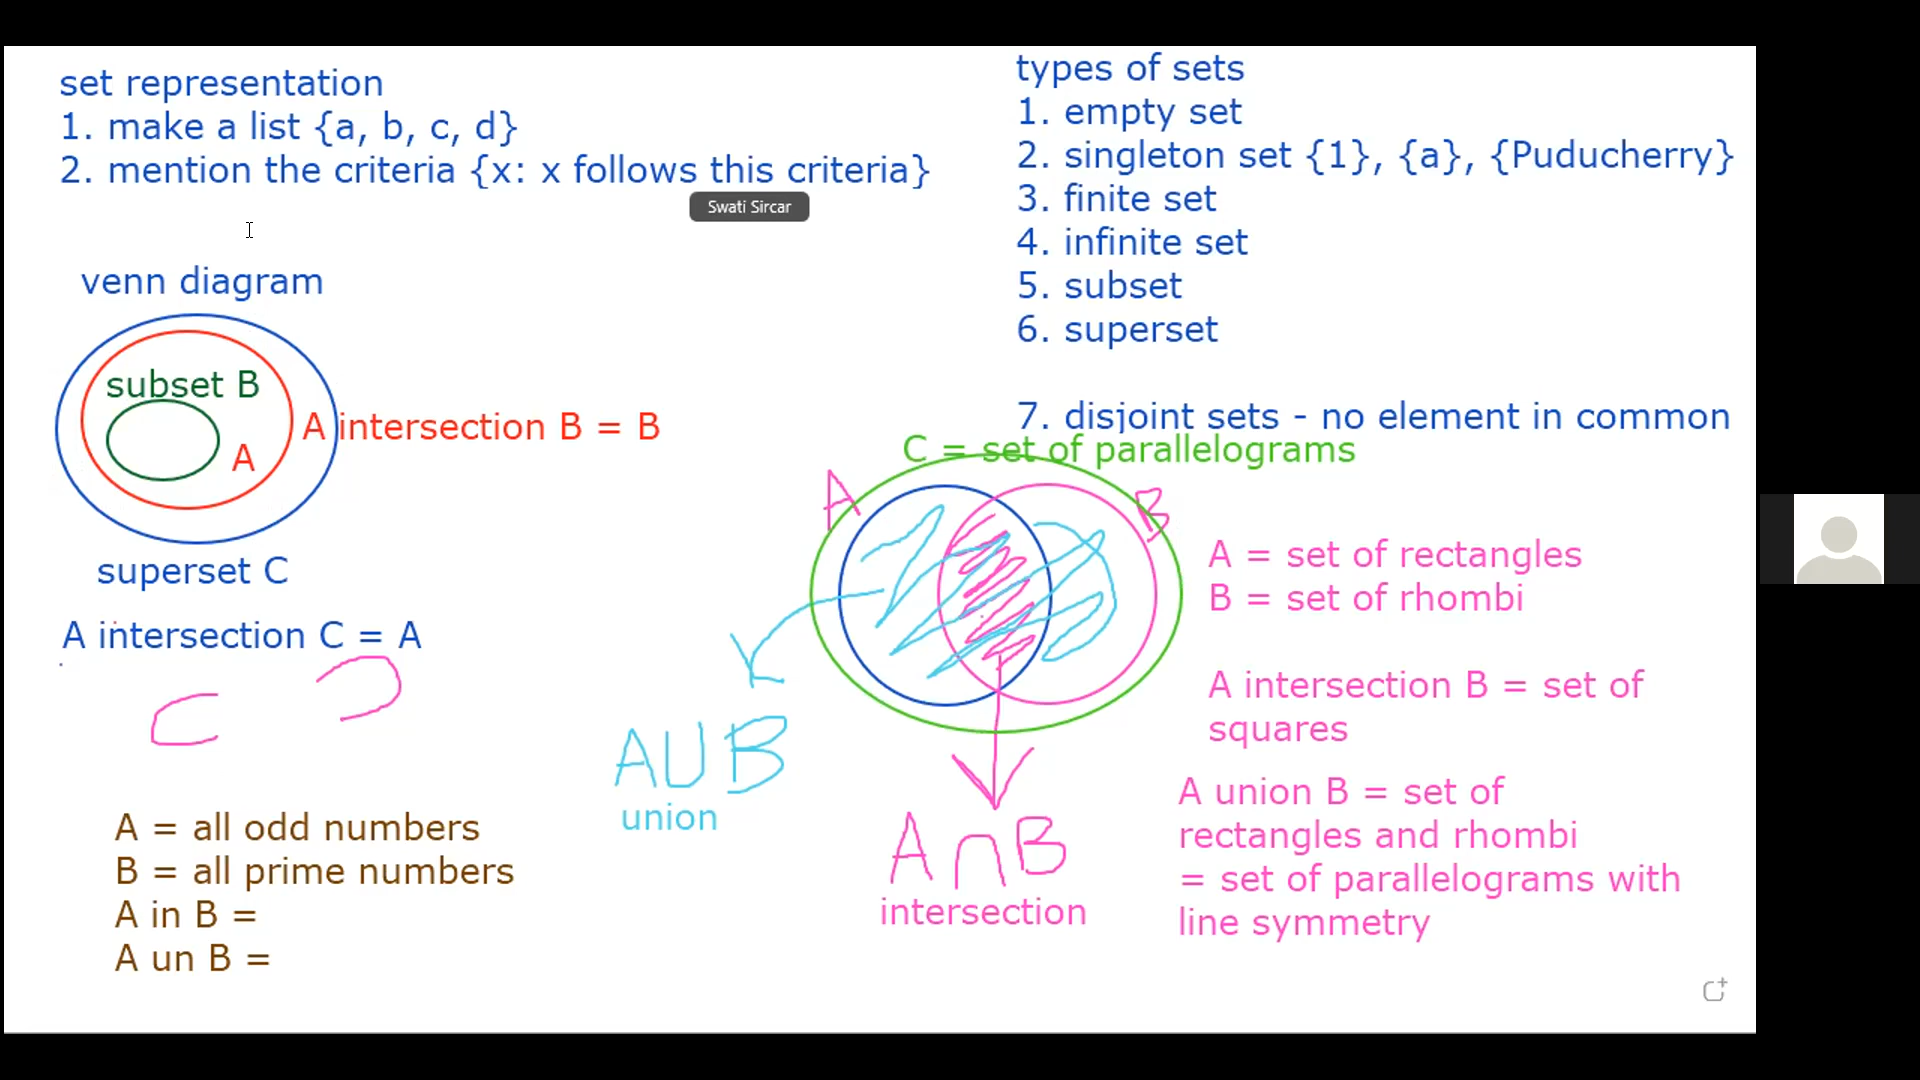 set representation
1. make a list {a, b, c, d}
2. mention the criteria {x: x follows this criteria}
Swati Sircar
venn diagram
subset B
A
A intersection B = B
superset C
A intersection C = A
A = all odd numbers
B = all prime numbers
A in B =
A un B =
types of sets
1. empty set
2. singleton set {1}, {a}, {Puducherry}
3. finite set
4. infinite set
5. subset
6. superset
7. disjoint sets - no element in common
C = set of parallelograms
A
B
A∪B
union
A∩B
intersection
A = set of rectangles
B = set of rhombi
A intersection B = set of
squares
A union B = set of
rectangles and rhombi
= set of parallelograms with
line symmetry